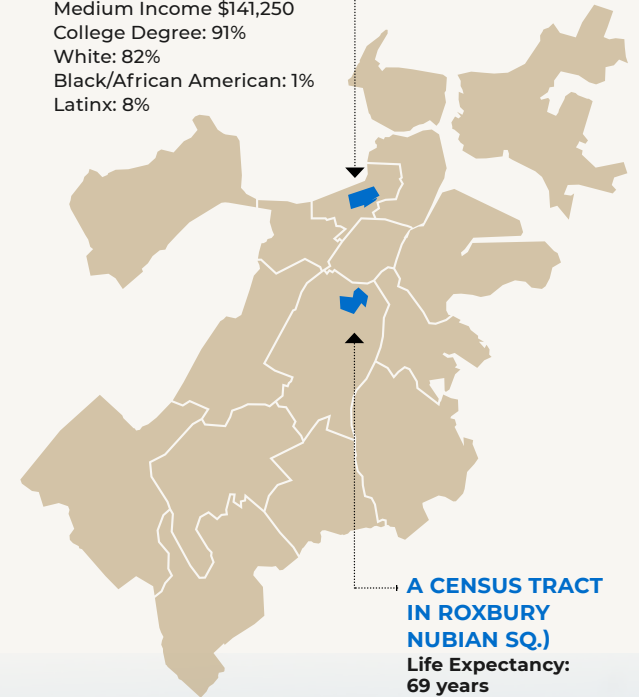 Medium Income $141,250
College Degree: 91%
White: 82%
Black/African American: 1%
Latinx: 8%
A CENSUS TRACT
IN ROXBURY
NUBIAN SQ.)
Life Expectancy:
69 years